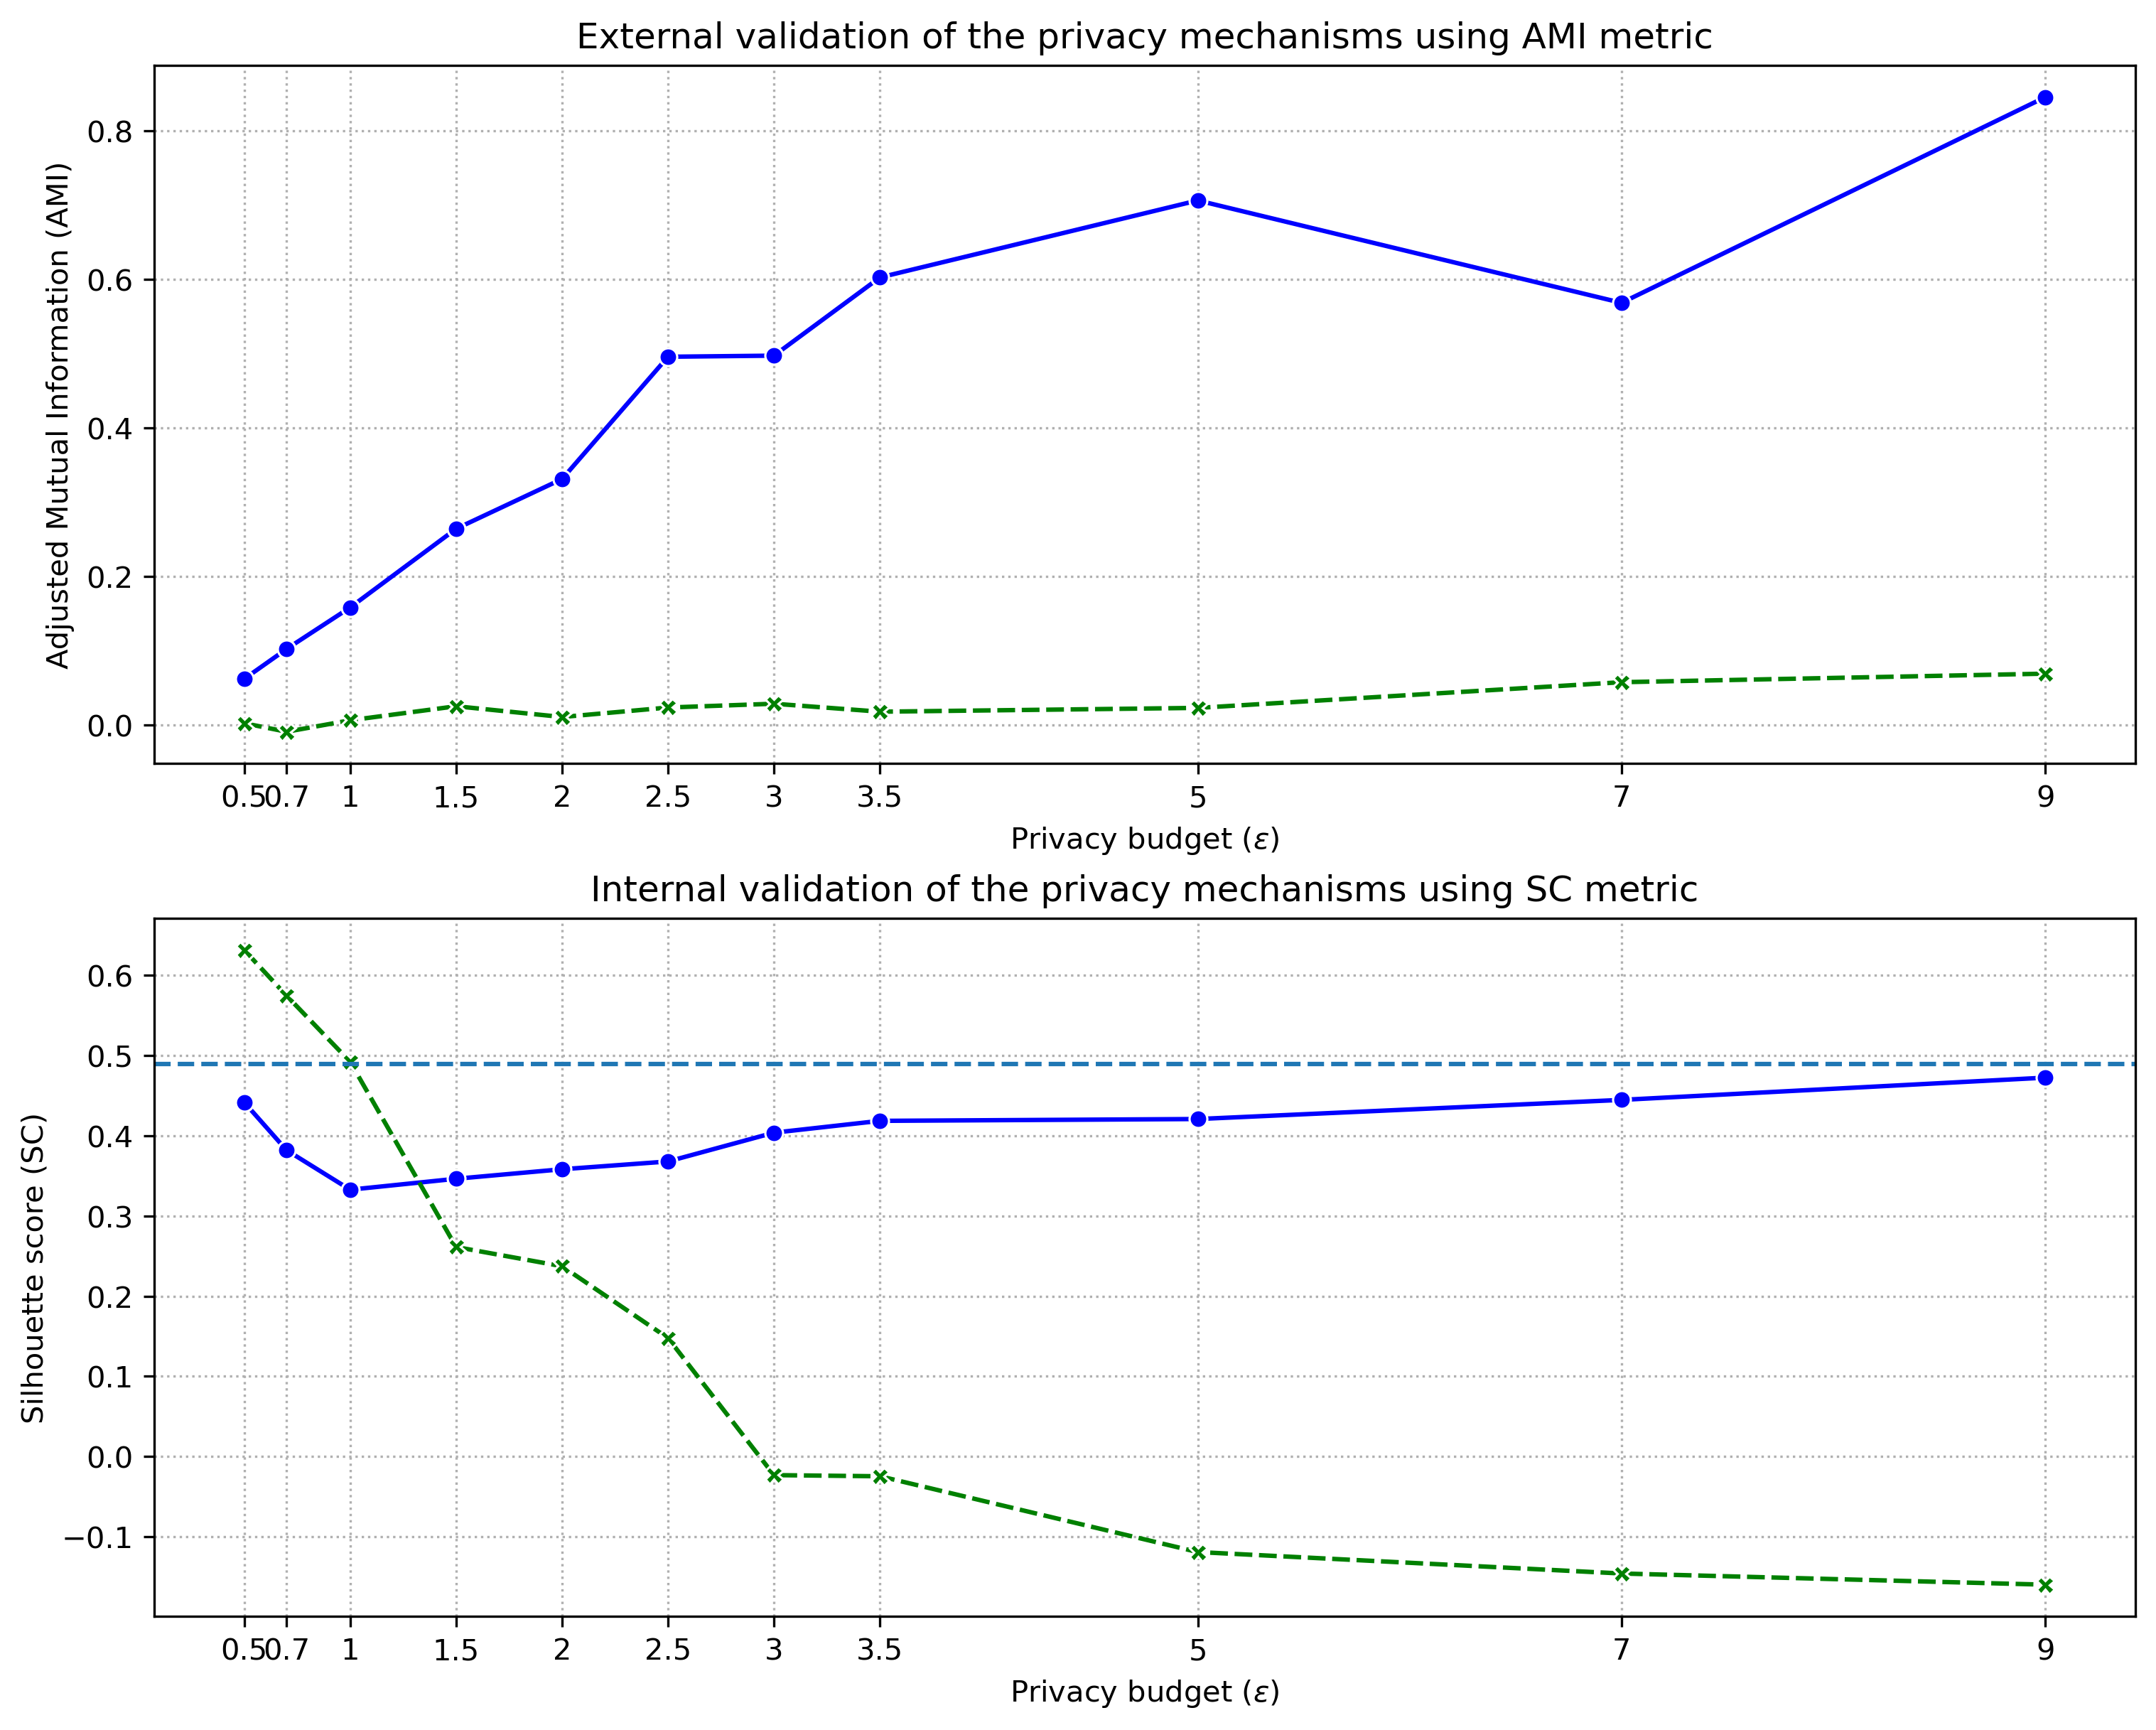 External validation of the privacy mechanisms using AMI metric
Adjusted Mutual Information (AMI)
0.8
0.6
0.4
0.2
0.0
0.5 0.7 1 1.5 2 2.5 3 3.5 5 7 9
Privacy budget (ε)
Internal validation of the privacy mechanisms using SC metric
Silhouette score (SC)
0.6
0.5
0.4
0.3
0.2
0.1
0.0
−0.1
0.5 0.7 1 1.5 2 2.5 3 3.5 5 7 9
Privacy budget (ε)